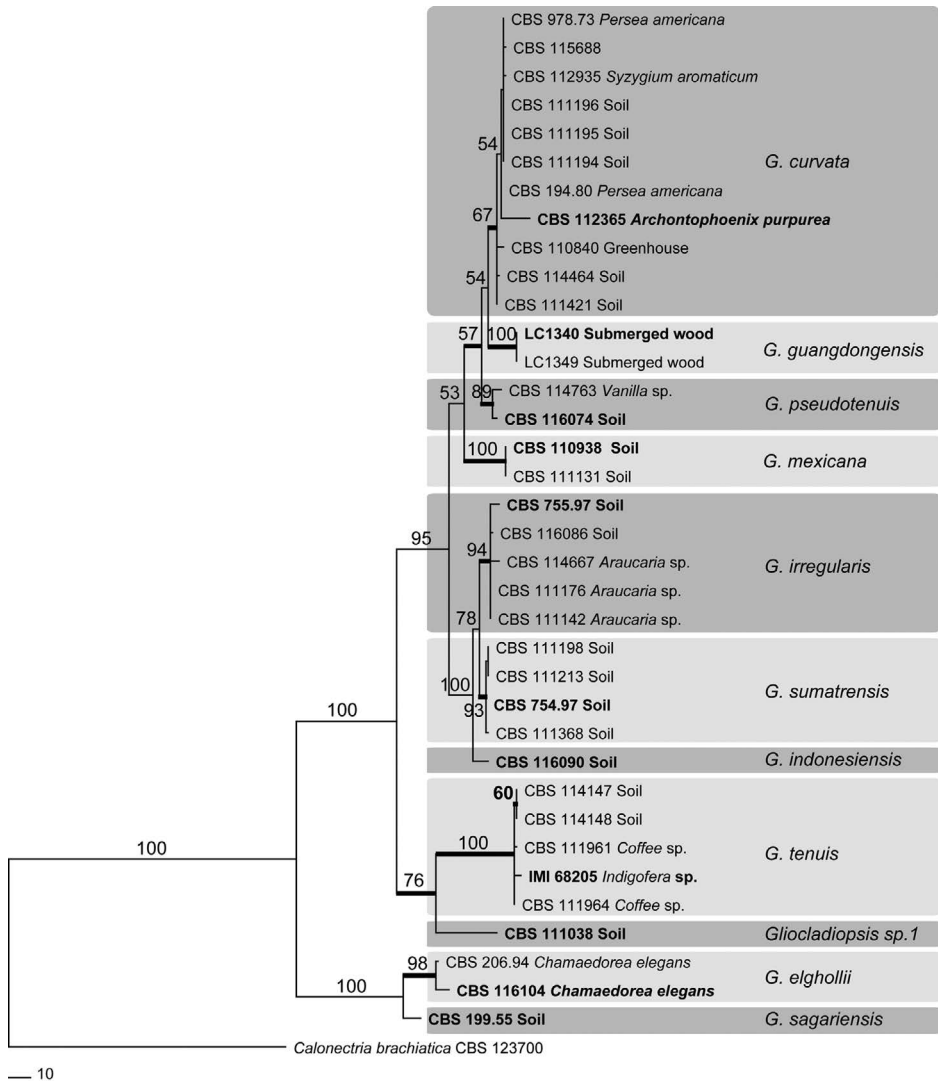 CBS 978.73 Persea americana
CBS 115688
CBS 112935 Syzygium aromaticum
CBS 111196 Soil
CBS 111195 Soil
54
CBS 111194 Soil
G. curvata
CBS 194.80 Persea americana
67
CBS 112365 Archontophoenix purpurea
CBS 110840 Greenhouse
54
CBS 114464 Soil
CBS 111421 Soil
57
100
LC1340 Submerged wood
G. guangdongensis
LC1349 Submerged wood
53
89
CBS 114763 Vanilla sp.
G. pseudotenuis
CBS 116074 Soil
100
CBS 110938 Soil
G. mexicana
CBS 111131 Soil
CBS 755.97 Soil
95
CBS 116086 Soil
94
CBS 114667 Araucaria sp.
G. irregularis
CBS 111176 Araucaria sp.
78
CBS 111142 Araucaria sp.
CBS 111198 Soil
100
CBS 111213 Soil
G. sumatrensis
93
CBS 754.97 Soil
CBS 111368 Soil
100
CBS 116090 Soil
G. indonesiensis
60
CBS 114147 Soil
CBS 114148 Soil
100
100
CBS 111961 Coffee sp.
G. tenuis
76
IMI 68205 Indigofera sp.
CBS 111964 Coffee sp.
CBS 111038 Soil
Gliocladiopsis sp.1
98
CBS 206.94 Chamaedorea elegans
G. elghollii
100
CBS 116104 Chamaedorea elegans
CBS 199.55 Soil
G. sagariensis
Calonectria brachiatica CBS 123700
10